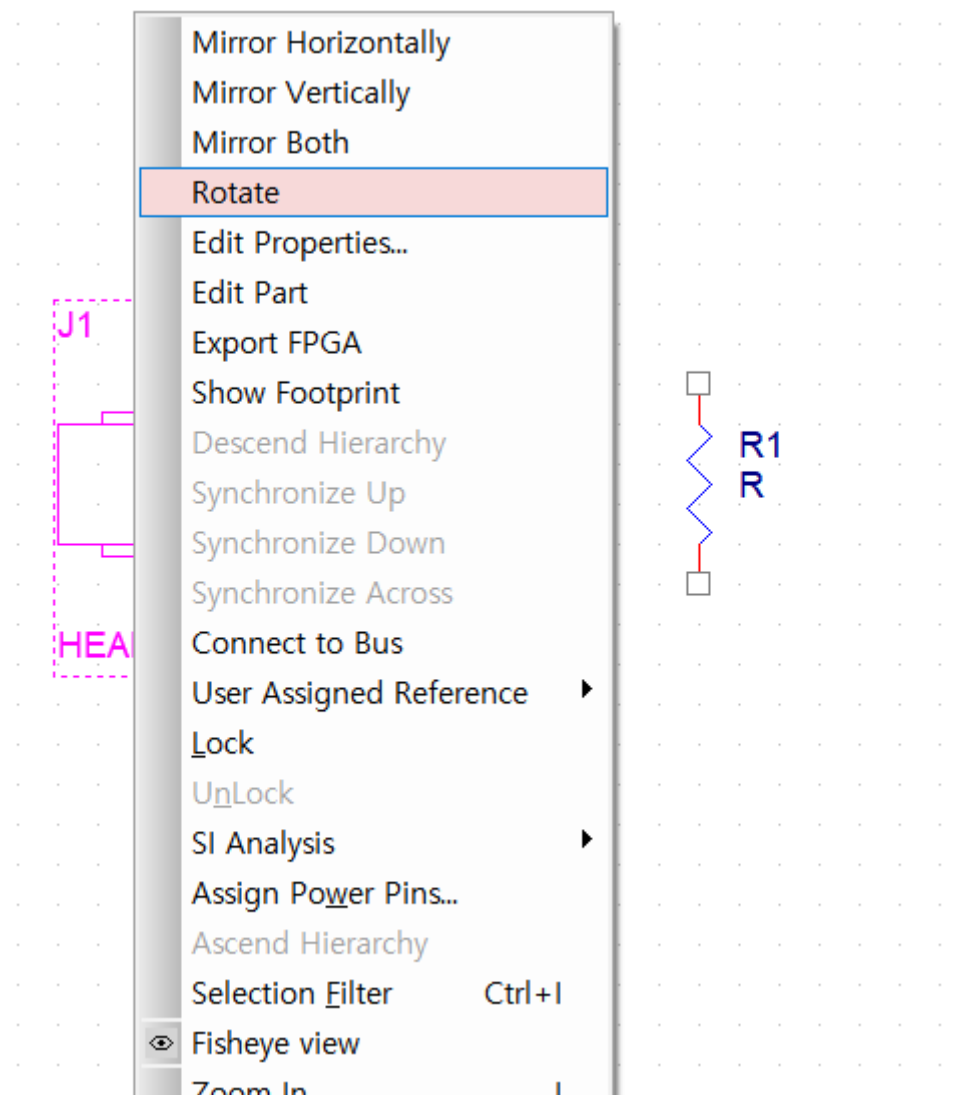 Mirror Horizontally
Mirror Vertically
Mirror Both
Rotate
Edit Properties...
Edit Part
Export FPGA
Show Footprint
Descend Hierarchy
Synchronize Up
Synchronize Down
Synchronize Across
Connect to Bus
User Assigned Reference
Lock
UnLock
SI Analysis
Assign Power Pins...
Ascend Hierarchy
Selection Filter Ctrl+I
Fisheye view
Zoom In I
J1
R1
R